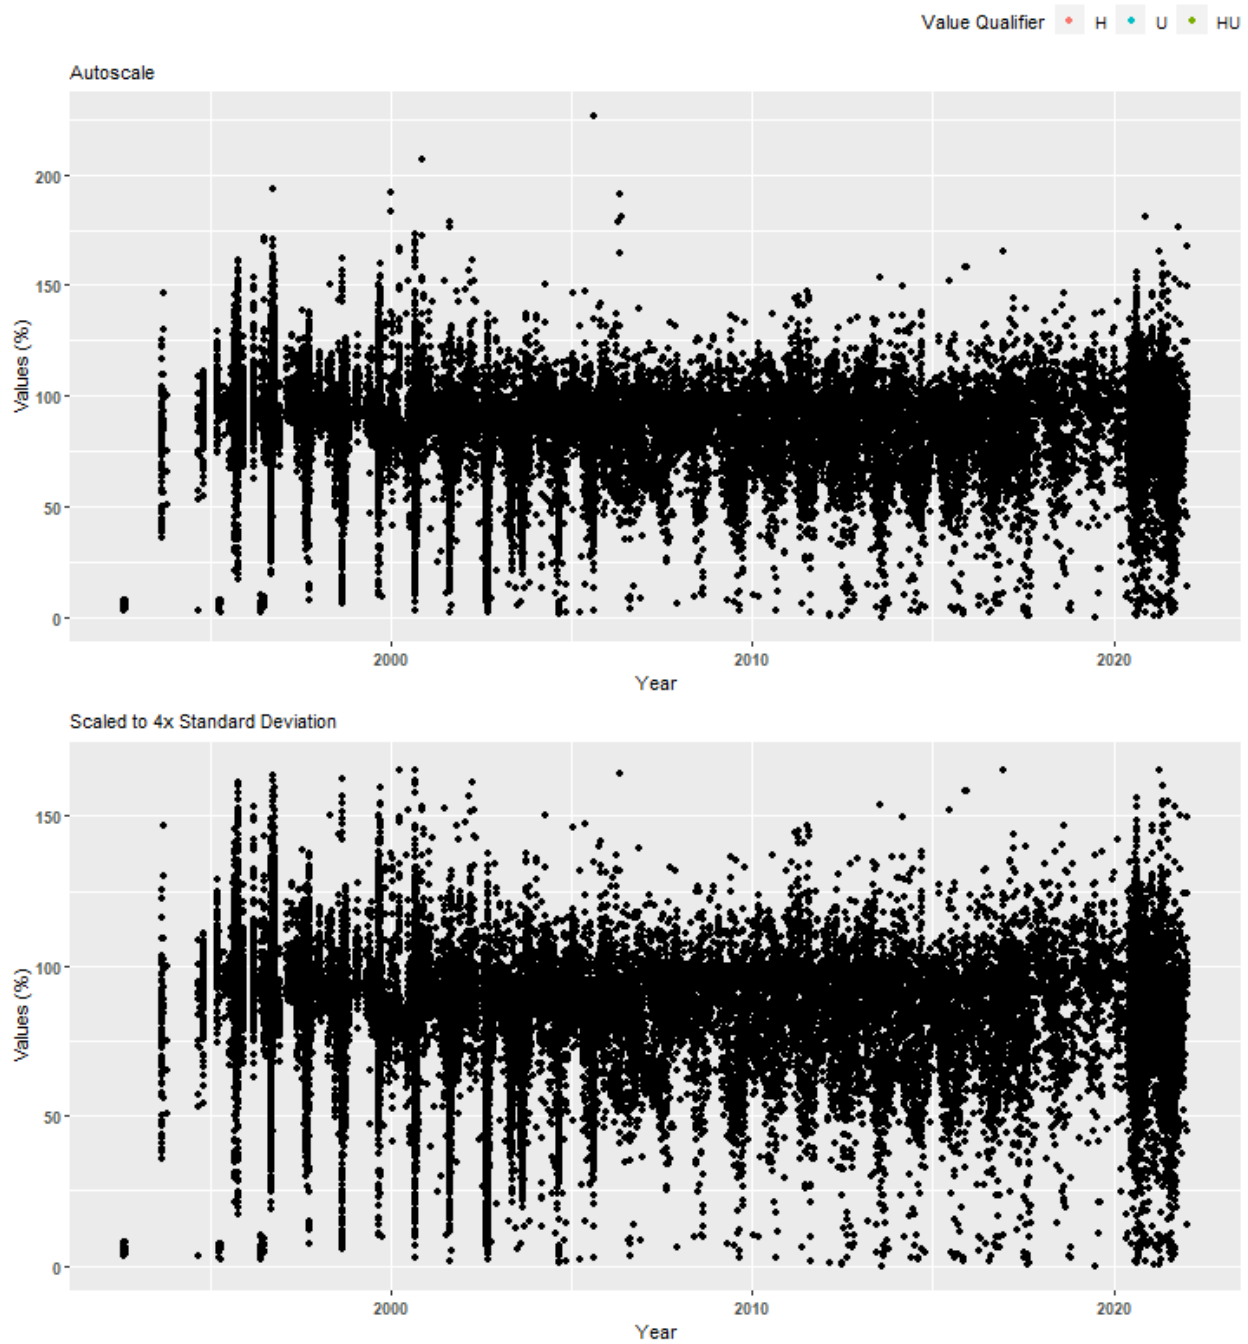 Value Qualifier H U HU
Autoscale
200
150
100
50
0
Values (%)
2000 2010 2020
Year
Scaled to 4x Standard Deviation
150
100
50
0
Values (%)
2000 2010 2020
Year